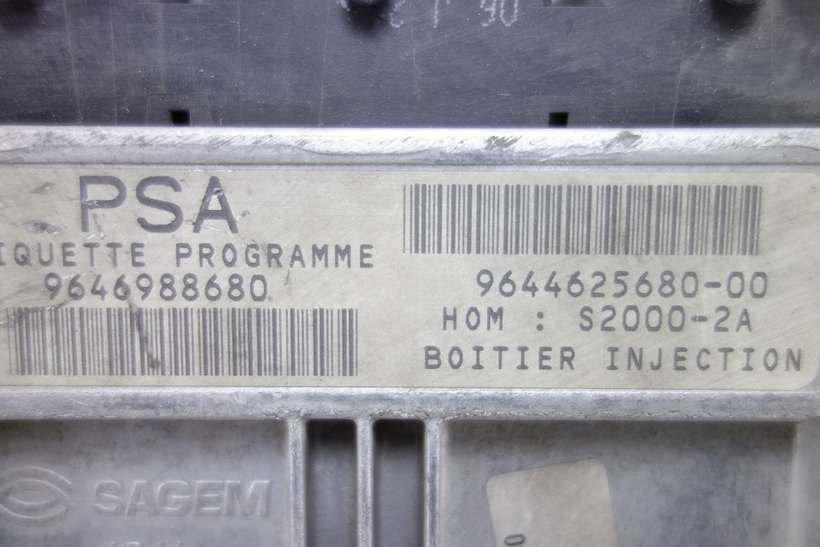 PSA
IQUETTE PROGRAMME
9646988680
9644625680-00
HOM : S2000-2A
BOITIER INJECTION
SAGEM